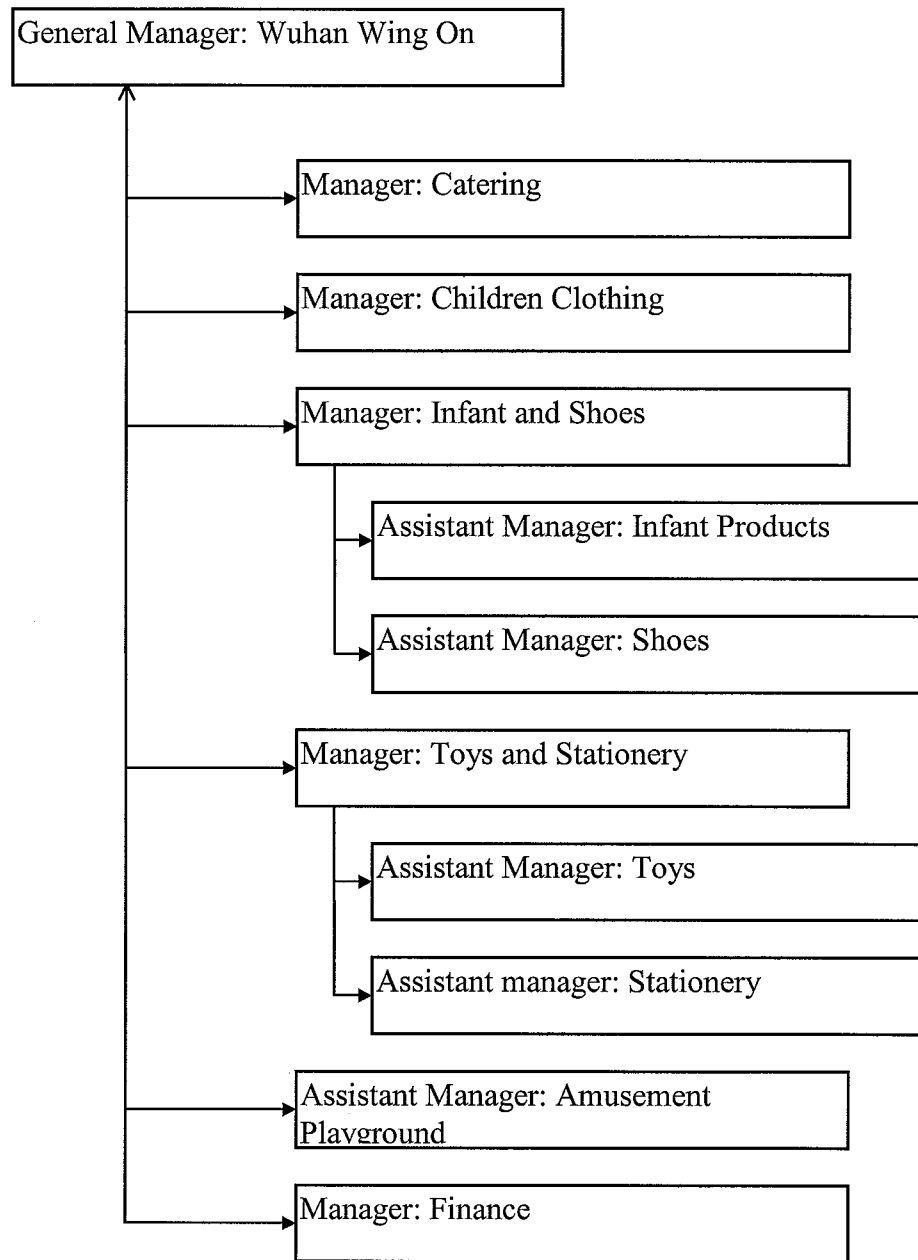 General Manager: Wuhan Wing On
Manager: Catering
Manager: Children Clothing
Manager: Infant and Shoes
Assistant Manager: Infant Products
Assistant Manager: Shoes
Manager: Toys and Stationery
Assistant Manager: Toys
Assistant manager: Stationery
Assistant Manager: Amusement
Playground
Manager: Finance